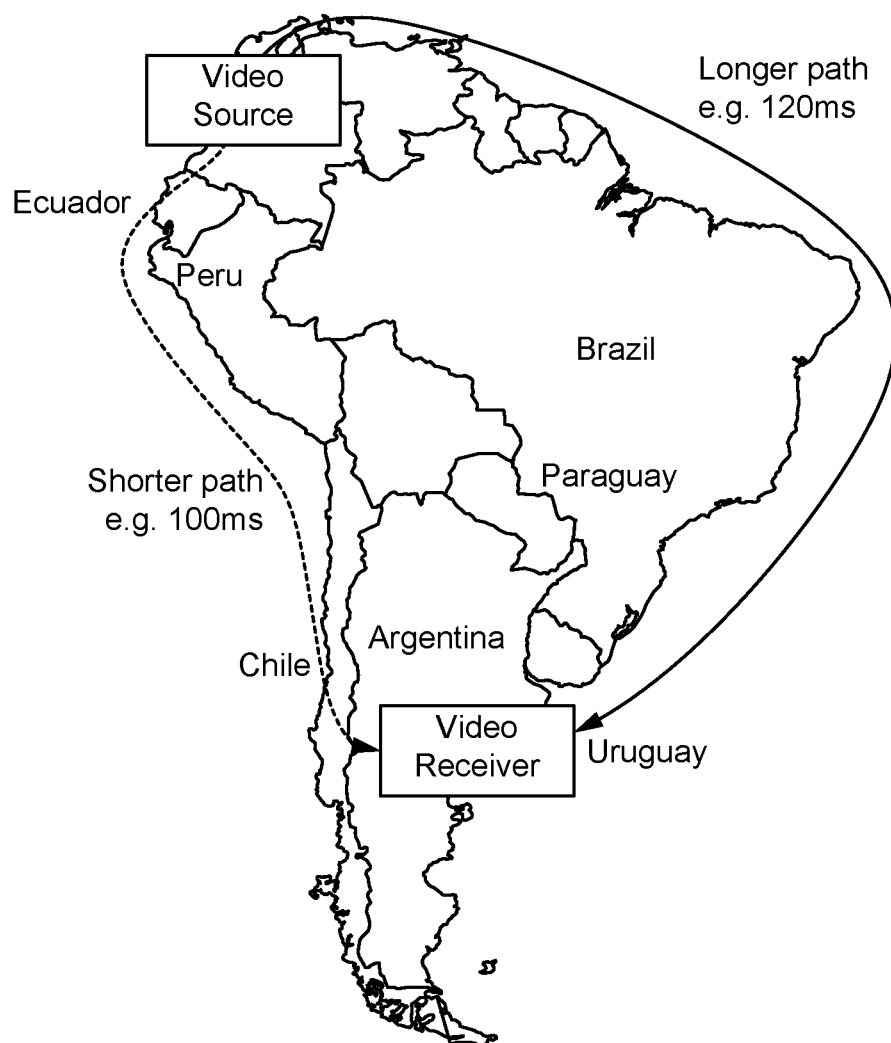 Video
Source
Longer path
e.g. 120ms
Ecuador
Peru
Brazil
Shorter path
e.g. 100ms
Paraguay
Argentina
Chile
Video
Receiver
Uruguay